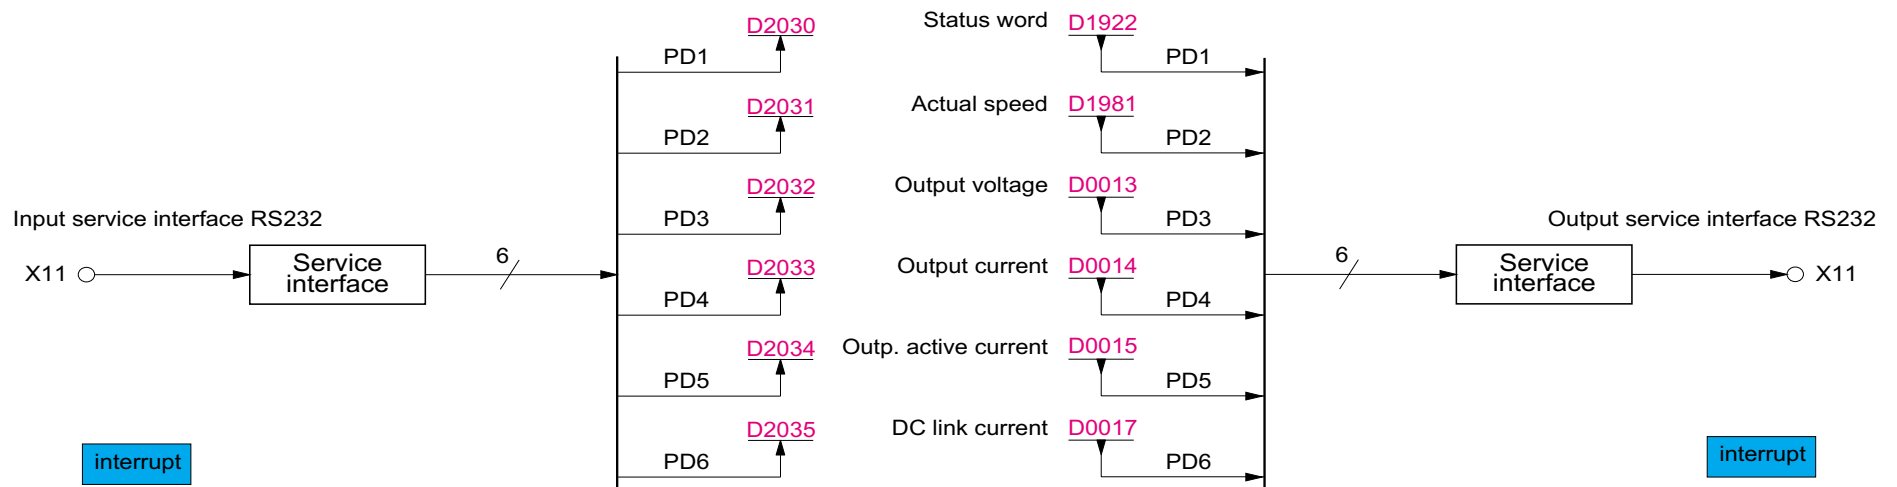 Input service interface RS232
X11
Service
interface
6
interrupt
D2030
PD1
D2031
PD2
D2032
PD3
D2033
PD4
D2034
PD5
D2035
PD6
Status word D1922
PD1
Actual speed D1981
PD2
Output voltage D0013
PD3
Output current D0014
PD4
Outp. active current D0015
PD5
DC link current D0017
PD6
Output service interface RS232
6
Service
interface
X11
interrupt